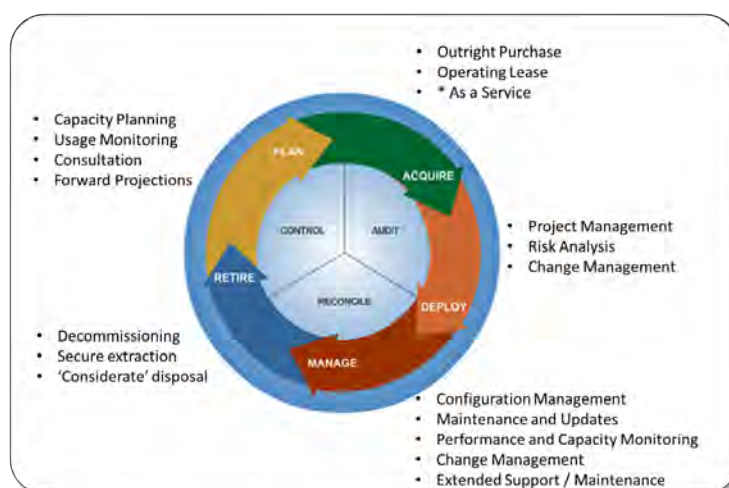 • Outright Purchase
• Operating Lease
• * As a Service
• Capacity Planning
• Usage Monitoring
• Consultation
• Forward Projections
PLAN
ACQUIRE
CONTROL
AUDIT
• Project Management
• Risk Analysis
• Change Management
RETIRE
RECONCILE
DEPLOY
• Decommissioning
• Secure extraction
• ‘Considerate’ disposal
MANAGE
• Configuration Management
• Maintenance and Updates
• Performance and Capacity Monitoring
• Change Management
• Extended Support / Maintenance